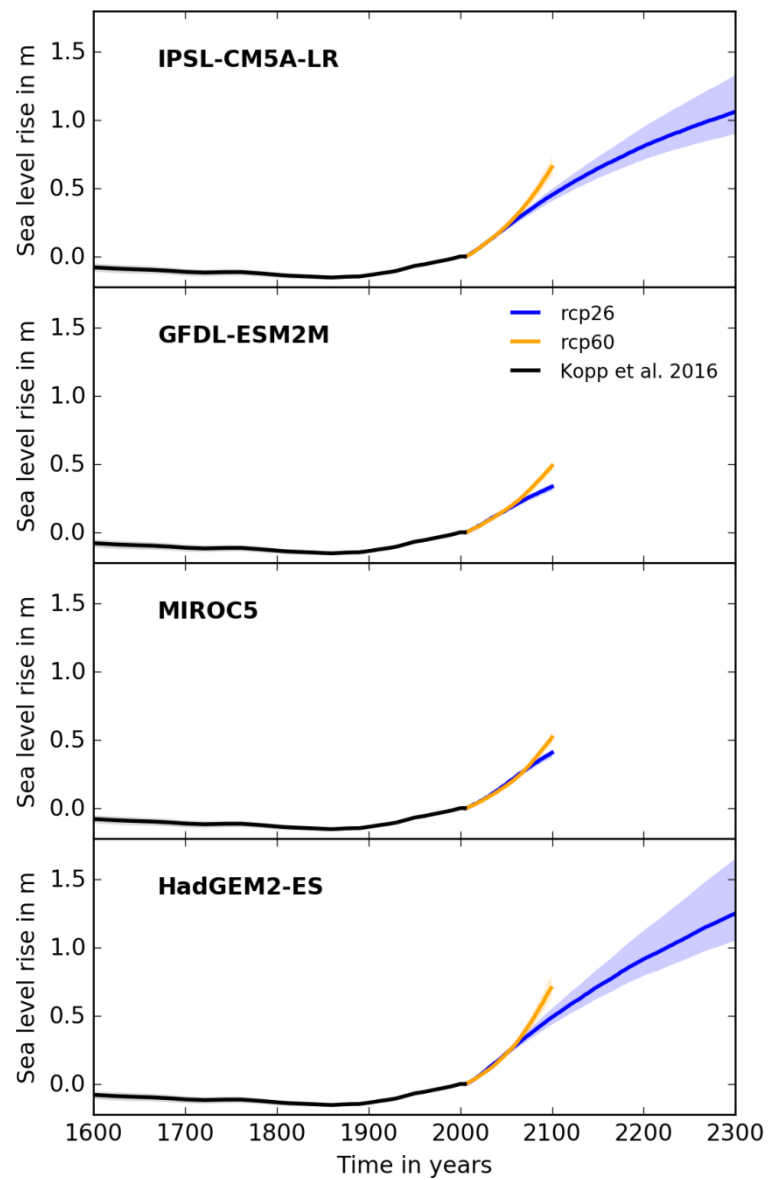 IPSL-CM5A-LR
Sea level rise in m
1.5
1.0
0.5
0.0
GFDL-ESM2M
rcp26
rcp60
Kopp et al. 2016
Sea level rise in m
1.5
1.0
0.5
0.0
MIROC5
Sea level rise in m
1.5
1.0
0.5
0.0
HadGEM2-ES
Sea level rise in m
1.5
1.0
0.5
0.0
1600 1700 1800 1900 2000 2100 2200 2300
Time in years